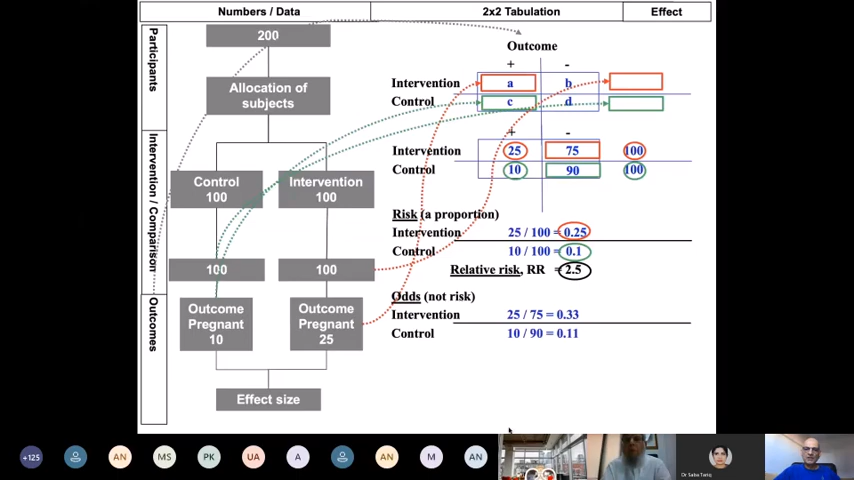 Numbers / Data
2x2 Tabulation
Effect
Participants
Intervention / Comparison
Outcomes
200
Allocation of
subjects
Control
100
Intervention
100
100
100
Outcome
Pregnant
10
Outcome
Pregnant
25
Effect size
Outcome
+ -
Intervention a b
Control c d
+ -
Intervention 25 75 100
Control 10 90 100
Risk (a proportion)
Intervention 25 / 100 = 0.25
Control 10 / 100 = 0.1
Relative risk, RR = 2.5
Odds (not risk)
Intervention 25 / 75 = 0.33
Control 10 / 90 = 0.11
+125
AN
MS
PK
UA
A
AN
M
AN
Dr Saba Tariq